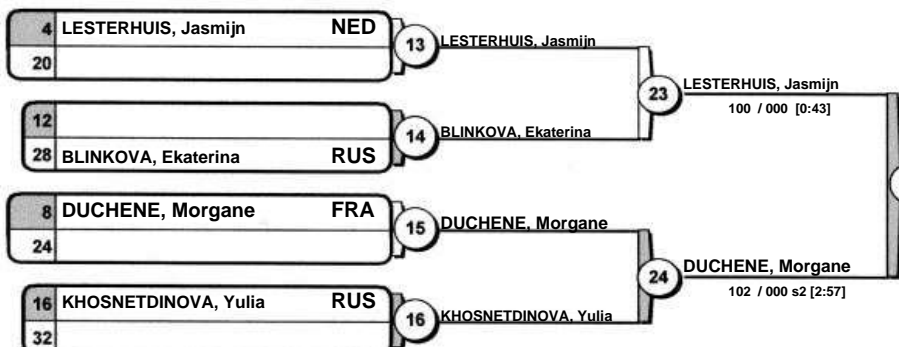 4 LESTERHUIS, Jasmijn NED
20
13 LESTERHUIS, Jasmijn
12
28 BLINKOVA, Ekaterina RUS
14 BLINKOVA, Ekaterina
23 LESTERHUIS, Jasmijn
100 / 000 [0:43]
8 DUCHENE, Morgane FRA
24
15 DUCHENE, Morgane
16 KHOSNETDINOVA, Yulia RUS
32
16 KHOSNETDINOVA, Yulia
24 DUCHENE, Morgane
102 / 000 s2 [2:57]